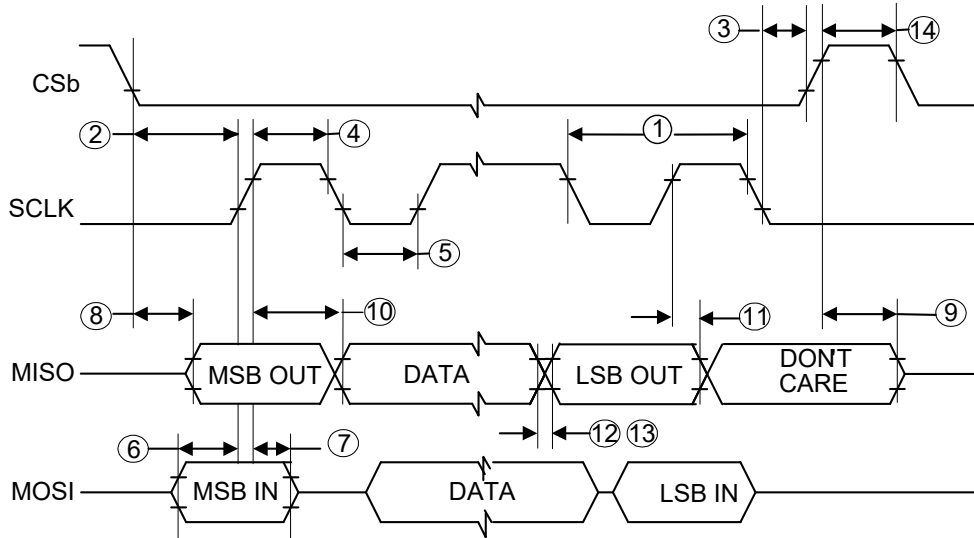 ③ ⑭
CSb
② ④ ①
SCLK
⑤
⑧ ⑩ ⑪ ⑨
MISO MSB OUT DATA LSB OUT DON'T CARE
⑫ ⑬
⑥ ⑦
MOSI MSB IN DATA LSB IN